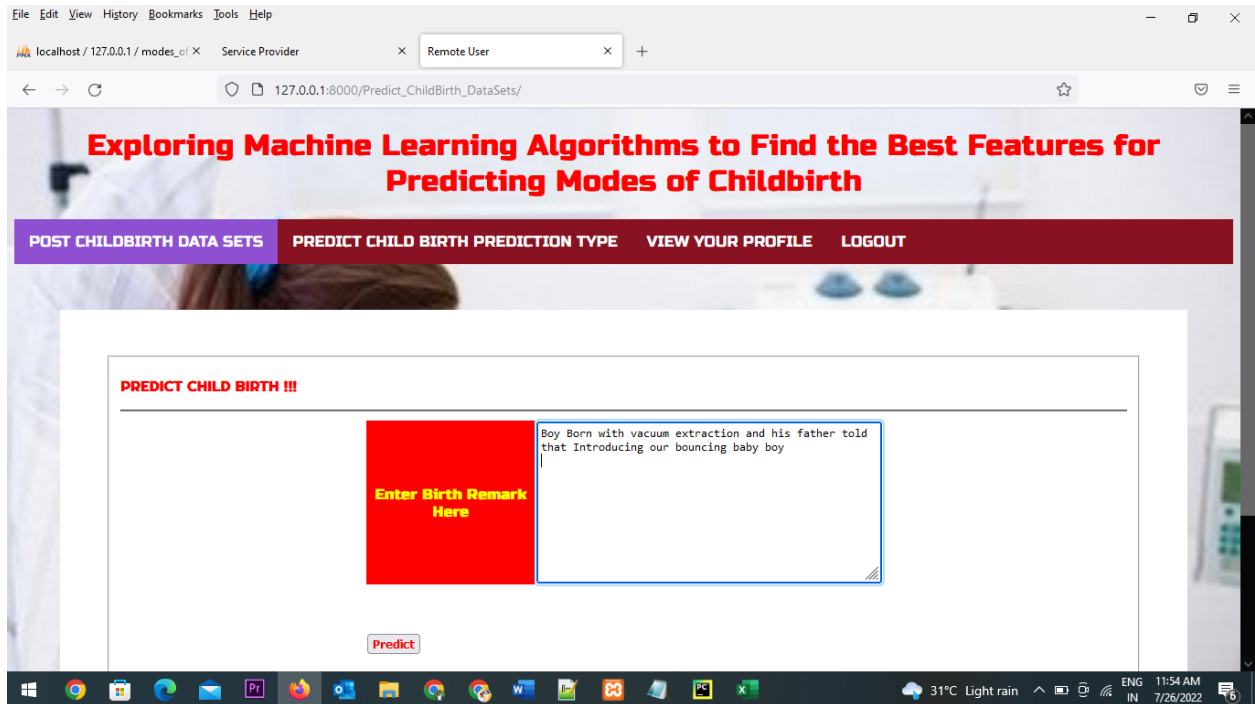 File Edit View History Bookmarks Tools Help
localhost / 127.0.0.1 / modes_of
Service Provider
Remote User
127.0.0.1:8000/Predict_ChildBirth_DataSets/
Exploring Machine Learning Algorithms to Find the Best Features for
Predicting Modes of Childbirth
POST CHILDBIRTH DATA SETS PREDICT CHILD BIRTH PREDICTION TYPE VIEW YOUR PROFILE LOGOUT
PREDICT CHILD BIRTH !!!
Enter Birth Remark
Here
Boy Born with vacuum extraction and his father told
that Introducing our bouncing baby boy
Predict
Pr
W
PC
X
31°C Light rain
ENG
IN
11:54 AM
7/26/2022
6